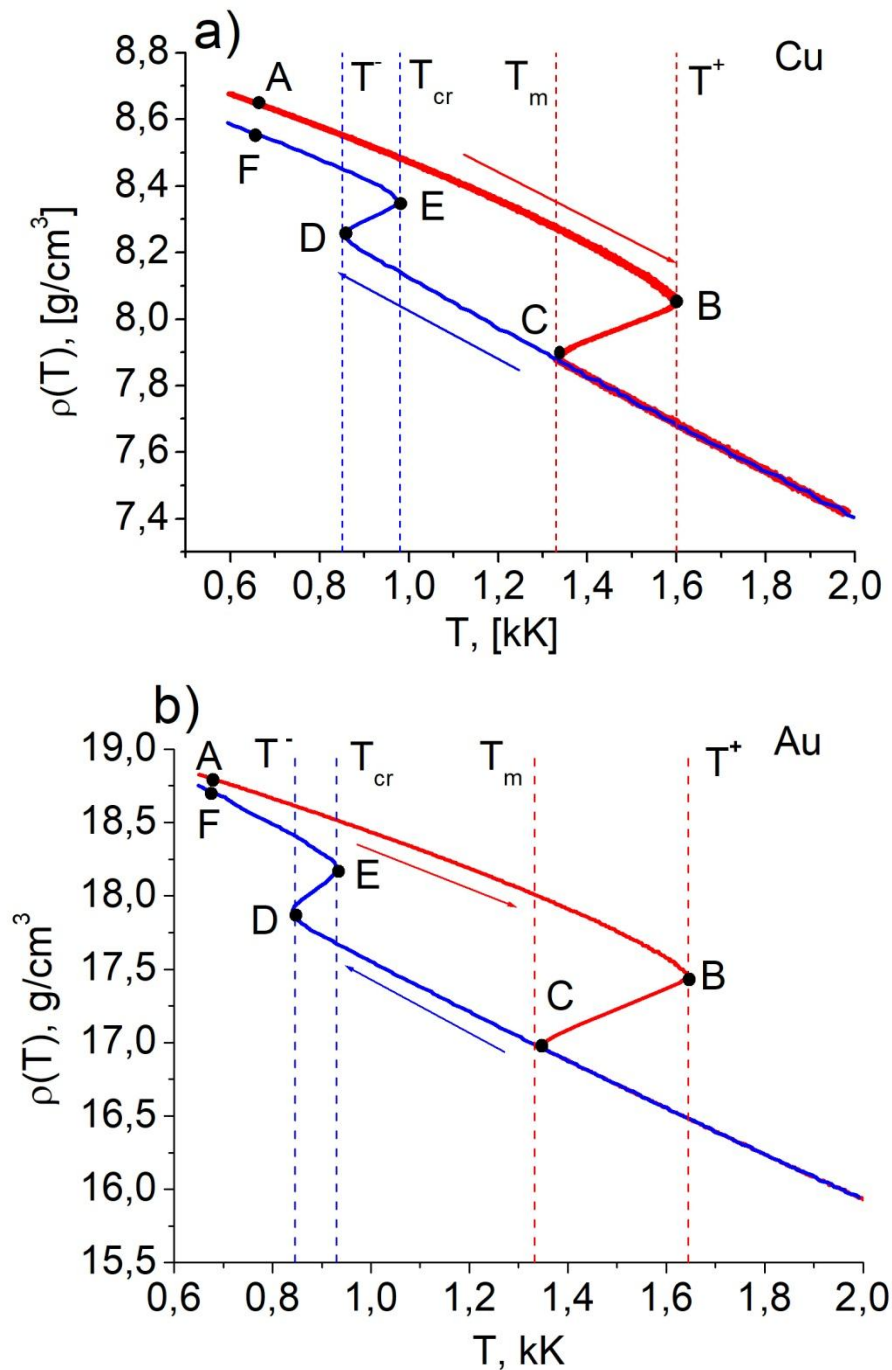 a)
Cu
T⁻
T_cr
T_m
T⁺
8,8
8,6
8,4
8,2
8,0
7,8
7,6
7,4
A
F
E
D
C
B
ρ(T), [g/cm³]
0,6 0,8 1,0 1,2 1,4 1,6 1,8 2,0
T, [kK]
b)
Au
T⁻
T_cr
T_m
T⁺
19,0
18,5
18,0
17,5
17,0
16,5
16,0
15,5
A
F
E
D
C
B
ρ(T), g/cm³
0,6 0,8 1,0 1,2 1,4 1,6 1,8 2,0
T, kK